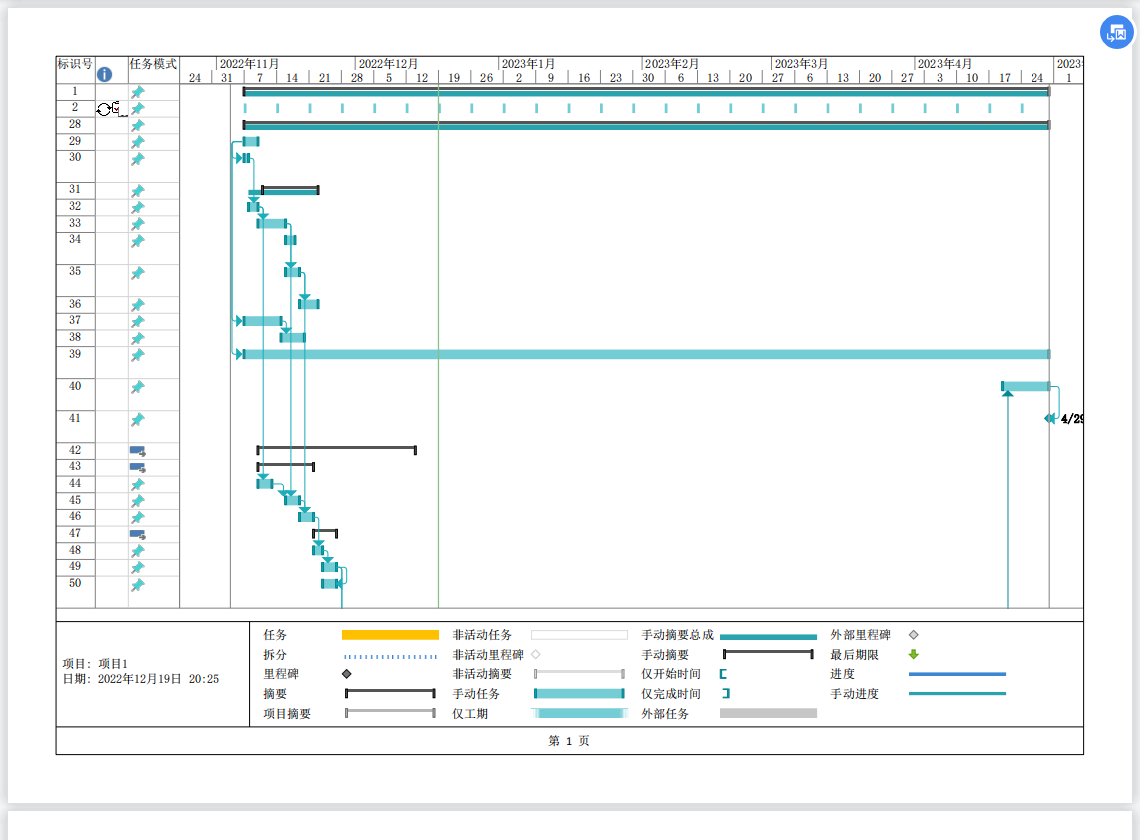 标识号 任务模式 2022年11月 2022年12月 2023年1月 2023年2月 2023年3月 2023年4月 2023
24 31 7 14 21 28 5 12 19 26 2 9 16 23 30 6 13 20 27 6 13 20 27 3 10 17 24 1
1
2
28
29
30
31
32
33
34
35
36
37
38
39
40
41 4/29
42
43
44
45
46
47
48
49
50
任务 非活动任务 手动摘要总成 外部里程碑
拆分 非活动里程碑 手动摘要 最后期限
项目: 项目1
里程碑 非活动摘要 仅开始时间 进度
日期: 2022年12月19日 20:25
摘要 手动任务 仅完成时间 手动进度
项目摘要 仅工期 外部任务
第 1 页